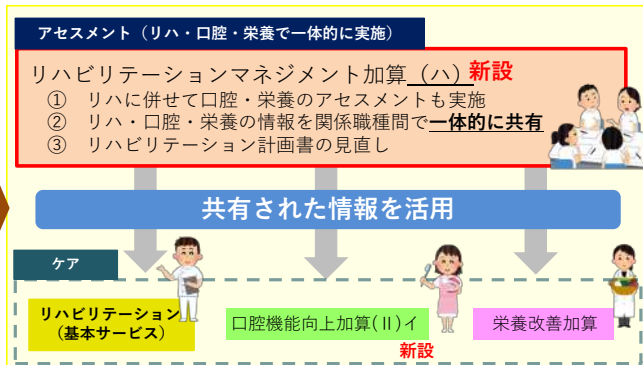 アセスメント（リハ・口腔・栄養で一体的に実施）
リハビリテーションマネジメント加算（ハ）新設
① リハに併せて口腔・栄養のアセスメントも実施
② リハ・口腔・栄養の情報を関係職種間で一体的に共有
③ リハビリテーション計画書の見直し
共有された情報を活用
ケア
リハビリテーション
（基本サービス）
口腔機能向上加算(Ⅱ)イ
新設
栄養改善加算